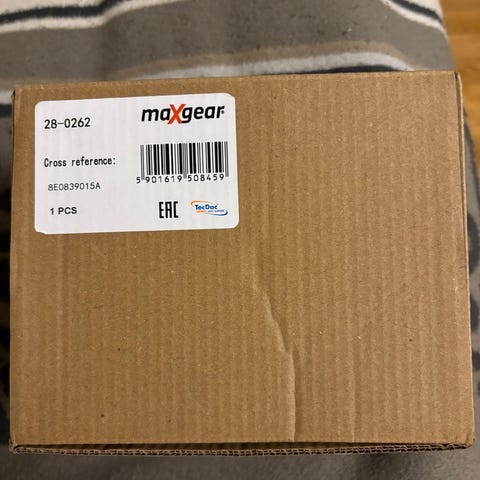 28-0262
maXgear
Cross reference:
8E0839015A
5 901619 508459
1 PCS
EAC
TecDoc